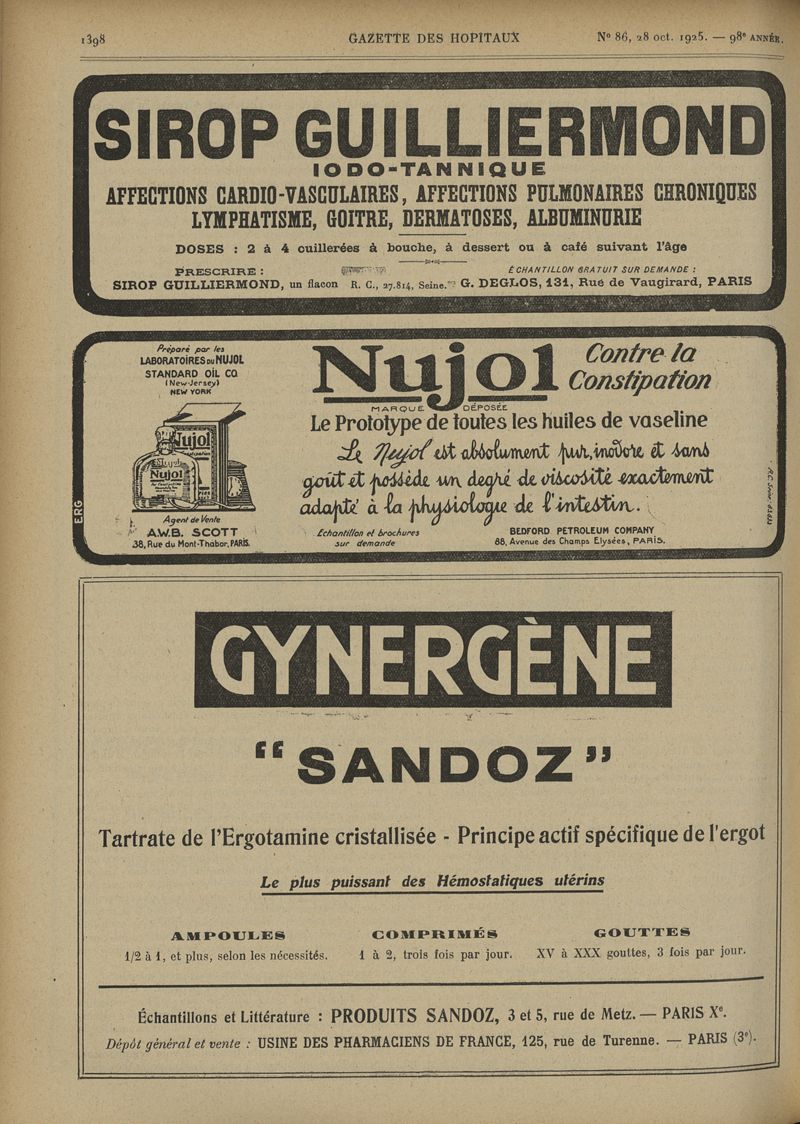 1398
GAZETTE DES HOPITAUX
Nº 86, 28 oct. 1925. — 98e ANNÉE.
SIROP GUILLIERMOND
IODO-TANNIQUE
AFFECTIONS CARDIO-VASCULAIRES, AFFECTIONS PULMONAIRES CHRONIQUES
LYMPHATISME, GOITRE, DERMATOSES, ALBUMINURIE
DOSES : 2 à 4 cuillerées à bouche, à dessert ou à café suivant l'âge
PRESCRIRE :
ÉCHANTILLON GRATUIT SUR DEMANDE :
SIROP GUILLIERMOND, un flacon R. C., 27.814, Seine. G. DEGLOS, 131, Rue de Vaugirard, PARIS
Préparé par les
LABORATOIRES DU NUJOL
STANDARD OIL CO
(New-Jersey)
NEW YORK
Nujol
Nujol
Nujol
ERG
Agent de Vente
A.W.B. SCOTT
38, Rue du Mont-Thabor, PARIS.
Nujol
MARQUE DÉPOSÉE
Contre la
Constipation
Le Prototype de toutes les huiles de vaseline
Le Nujol est absolument pur, inodore et sans
goût et possède un degré de viscosité exactement
adapté à la physiologie de l'intestin.
Echantillon et brochures
sur demande
BEDFORD PETROLEUM COMPANY
88, Avenue des Champs Elysées, PARIS.
GYNERGÈNE
"SANDOZ"
Tartrate de l'Ergotamine cristallisée - Principe actif spécifique de l'ergot
Le plus puissant des Hémostatiques utérins
AMPOULES
1/2 à 1, et plus, selon les nécessités.
COMPRIMÉS
1 à 2, trois fois par jour.
GOUTTES
XV à XXX gouttes, 3 fois par jour.
Échantillons et Littérature : PRODUITS SANDOZ, 3 et 5, rue de Metz. — PARIS Xe.
Dépôt général et vente : USINE DES PHARMACIENS DE FRANCE, 125, rue de Turenne. — PARIS (3e).